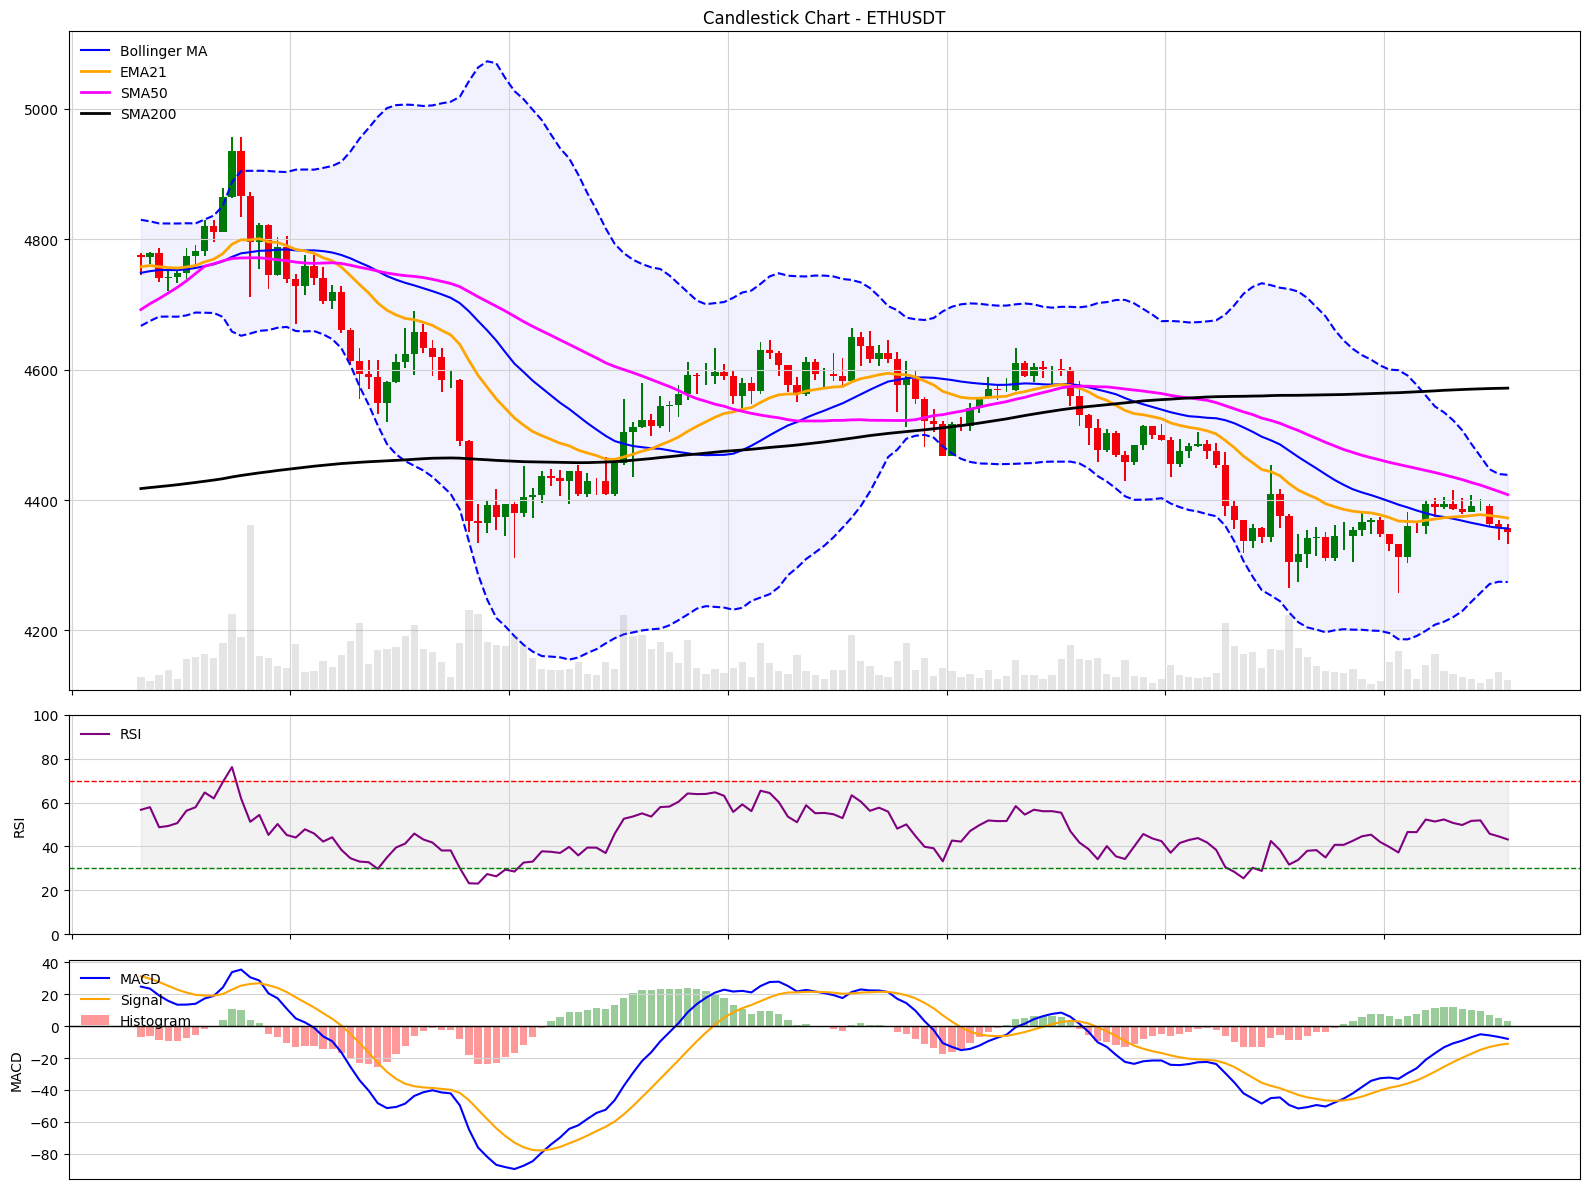 Candlestick Chart - ETHUSDT
Bollinger MA
EMA21
SMA50
SMA200
5000
4800
4600
4400
4200
100
80
60
40
20
0
RSI
RSI
40
20
0
−20
−40
−60
−80
MACD
MACD
Signal
Histogram